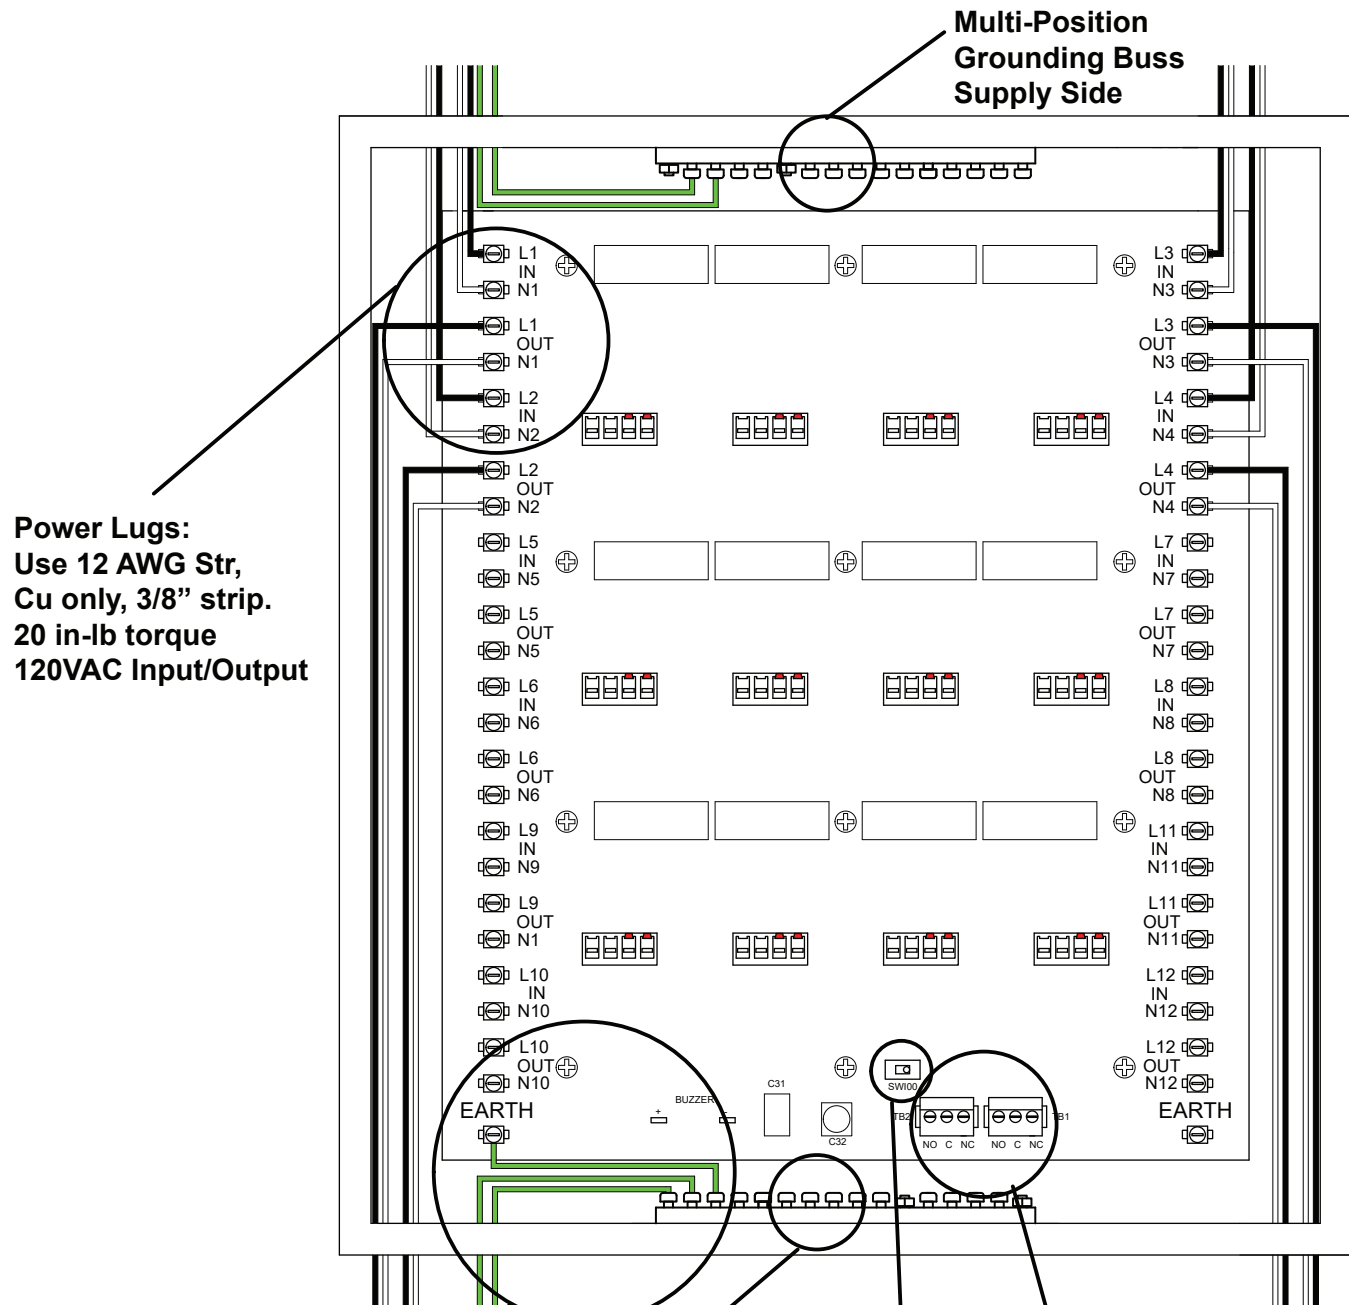 Multi-Position
Grounding Buss
Supply Side
L1
IN
N1
L1
OUT
N1
L2
IN
N2
L2
OUT
N2
L5
IN
N5
L5
OUT
N5
L6
IN
N6
L6
OUT
N6
L9
IN
N9
L9
OUT
N1
L10
IN
N10
L10
OUT
N10
EARTH
L3
IN
N3
L3
OUT
N3
L4
IN
N4
L4
OUT
N4
L7
IN
N7
L7
OUT
N7
L8
IN
N8
L8
OUT
N8
L11
IN
N11
L11
OUT
N11
L12
IN
N12
L12
OUT
N12
EARTH
Power Lugs:
Use 12 AWG Str,
Cu only, 3/8” strip.
20 in-lb torque
120VAC Input/Output
BUZZER
+
-
C31
C32
SWI00
TB2
NO C NC
TB1
NO C NC